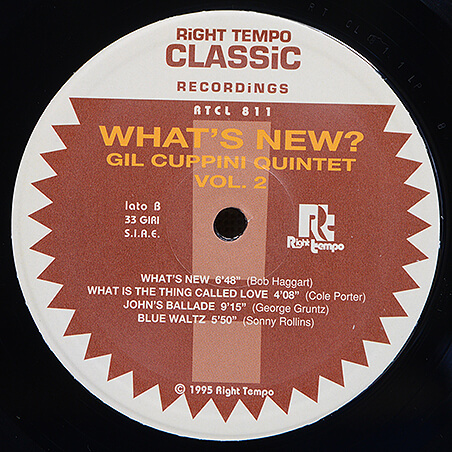 RiGHT TEMPO
CLASSiC
RECORDiNGS
RTCL 811
WHAT'S NEW?
GIL CUPPINI QUINTET
VOL. 2
lato B
33 GIRI
S.I.A.E.
Rt
Right tempo
WHAT'S NEW 6'48" (Bob Haggart)
WHAT IS THE THING CALLED LOVE 4'08" (Cole Porter)
JOHN'S BALLADE 9'15" (George Gruntz)
BLUE WALTZ 5'50" (Sonny Rollins)
© 1995 Right Tempo